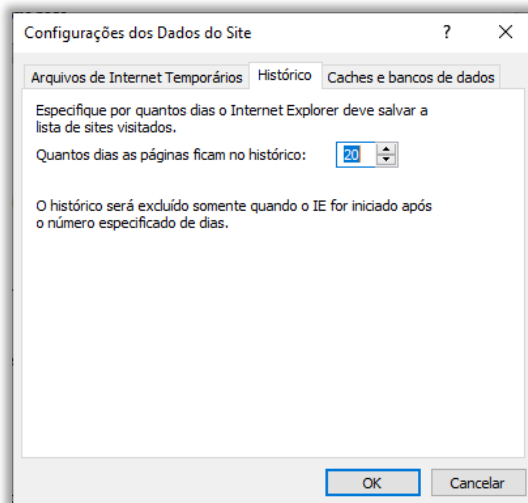 Configurações dos Dados do Site ?
Arquivos de Internet Temporários Histórico Caches e bancos de dados
Especifique por quantos dias o Internet Explorer deve salvar a
lista de sites visitados.
Quantos dias as páginas ficam no histórico: 20
O histórico será excluído somente quando o IE for iniciado após
o número especificado de dias.
OK Cancelar